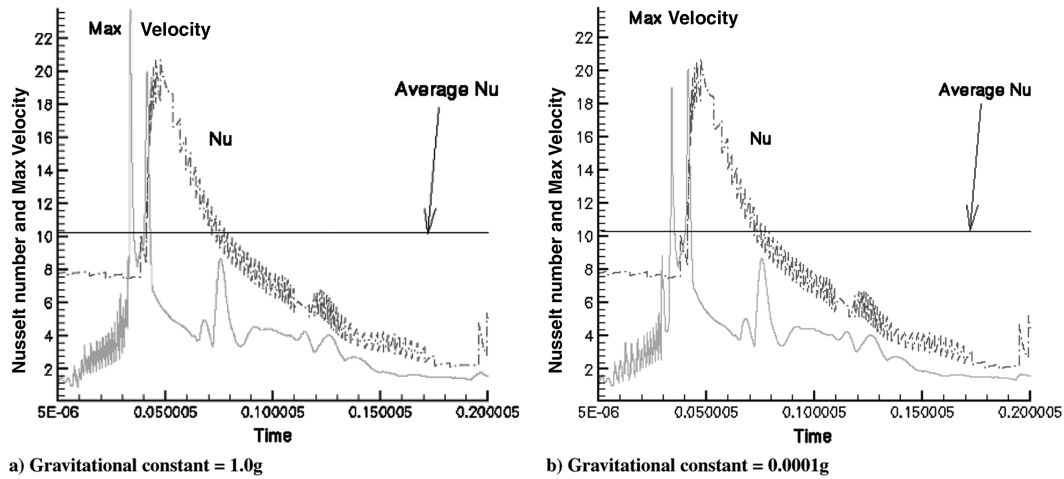 Max Velocity
22
20
18
16
14
12
10
8
6
4
2
Nusselt number and Max Velocity
Average Nu
Nu
5E-06 0.050005 0.100005 0.150005 0.200005
Time
a) Gravitational constant = 1.0g
Max Velocity
22
20
18
16
14
12
10
8
6
4
2
Nusselt number and Max Velocity
Average Nu
Nu
5E-06 0.050005 0.100005 0.150005 0.200005
Time
b) Gravitational constant = 0.0001g